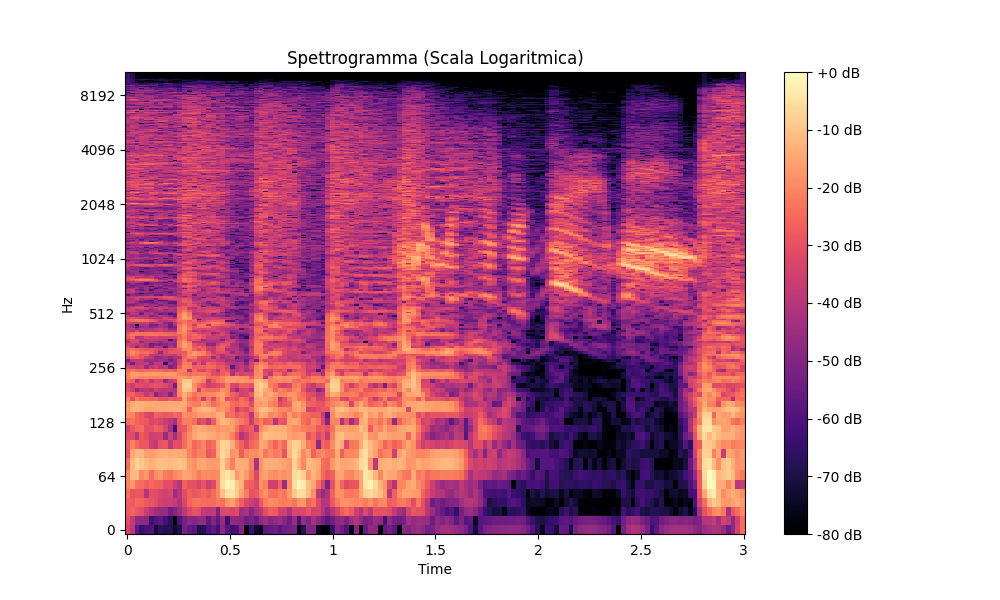 Spettrogramma (Scala Logaritmica)
8192
4096
2048
1024
512
256
128
64
0
Hz
0
0.5
1
1.5
2
2.5
3
Time
+0 dB
-10 dB
-20 dB
-30 dB
-40 dB
-50 dB
-60 dB
-70 dB
-80 dB